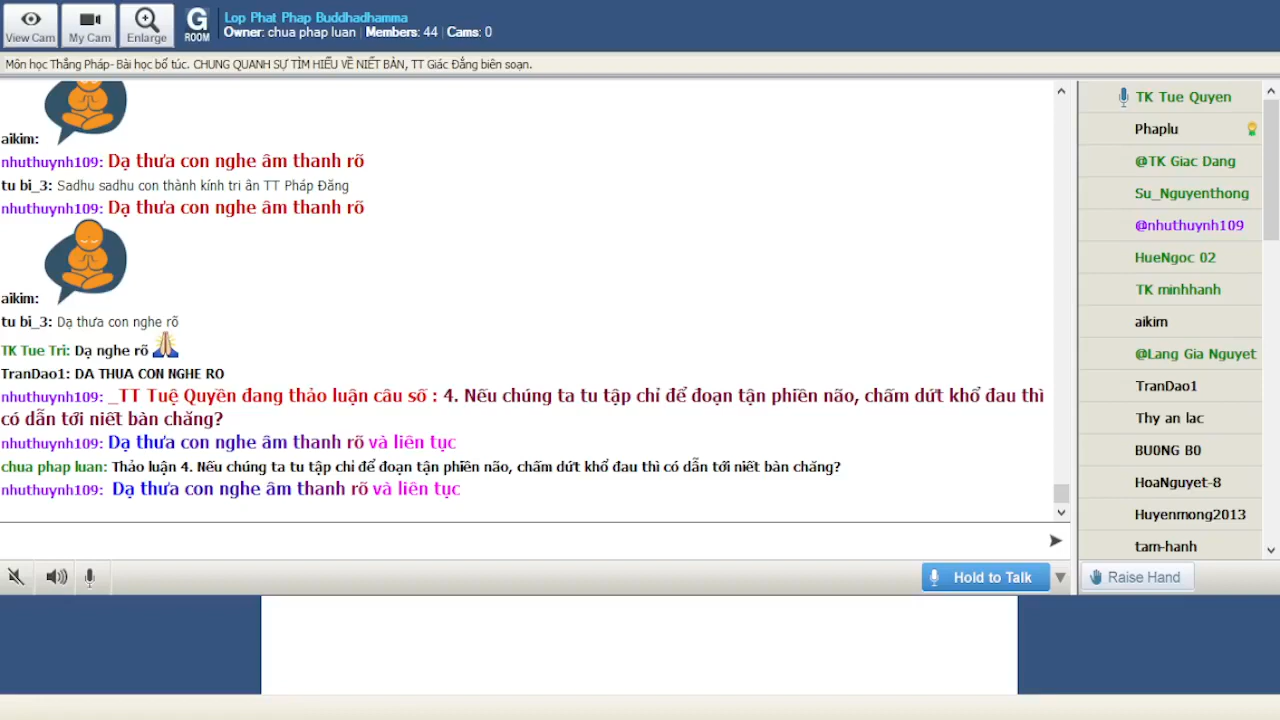 View Cam
My Cam
Enlarge
G
ROOM
Lop Phat Phap Buddhadhamma
Owner: chua phap luan | Members: 44 | Cams: 0
Môn học Thắng Pháp- Bài học bổ túc. CHUNG QUANH SỰ TÌM HIỂU VỀ NIẾT BÀN, TT Giác Đẳng biên soạn.
aikim:
nhuthuynh109: Dạ thưa con nghe âm thanh rõ
tu bi_3: Sadhu sadhu con thành kính tri ân TT Pháp Đăng
nhuthuynh109: Dạ thưa con nghe âm thanh rõ
aikim:
tu bi_3: Dạ thưa con nghe rõ
TK Tue Tri: Dạ nghe rõ
TranDao1: DA THUA CON NGHE RO
nhuthuynh109: _TT Tuệ Quyền đang thảo luận câu số : 4. Nếu chúng ta tu tập chỉ để đoạn tận phiền não, chấm dứt khổ đau thì
có dẫn tới niết bàn chăng?
nhuthuynh109: Dạ thưa con nghe âm thanh rõ và liên tục
chua phap luan: Thảo luận 4. Nếu chúng ta tu tập chỉ để đoạn tận phiền não, chấm dứt khổ đau thì có dẫn tới niết bàn chăng?
nhuthuynh109: Dạ thưa con nghe âm thanh rõ và liên tục
TK Tue Quyen
Phaplu
@TK Giac Dang
Su_Nguyenthong
@nhuthuynh109
HueNgoc 02
TK minhhanh
aikim
@Lang Gia Nguyet
TranDao1
Thy an lac
BU0NG B0
HoaNguyet-8
Huyenmong2013
tam-hanh
Hold to Talk
Raise Hand